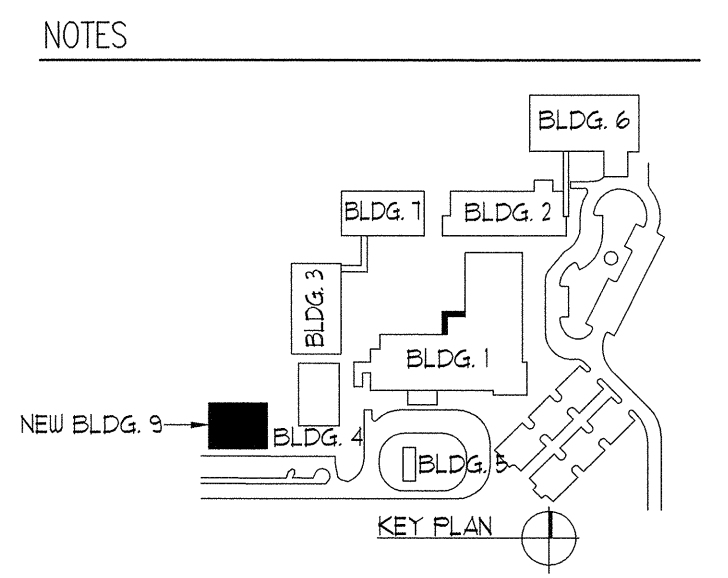 NOTES
BLDG. 6
BLDG. 7
BLDG. 2
BLDG. 3
BLDG. 1
NEW BLDG. 9
BLDG. 4
BLDG. 5
KEY PLAN